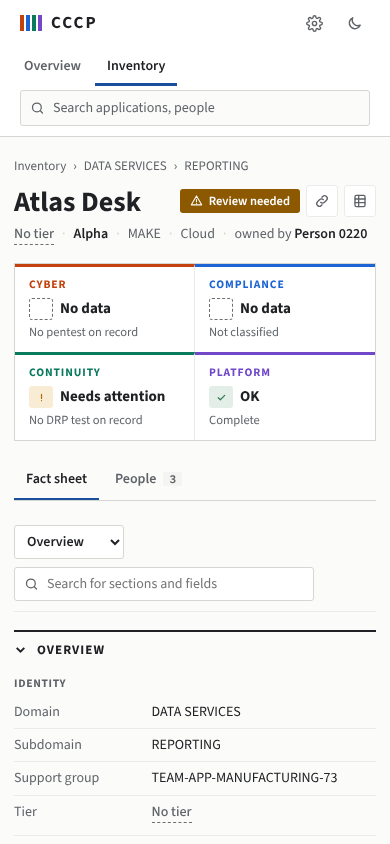 CCCP
Overview Inventory
Search applications, people
Inventory › DATA SERVICES › REPORTING
Atlas Desk Review needed
No tier · Alpha · MAKE · Cloud · owned by Person 0220
CYBER COMPLIANCE
No data No data
No pentest on record Not classified
CONTINUITY PLATFORM
! Needs attention OK
No DRP test on record Complete
Fact sheet People 3
Overview
Search for sections and fields
OVERVIEW
IDENTITY
Domain DATA SERVICES
Subdomain REPORTING
Support group TEAM-APP-MANUFACTURING-73
Tier No tier